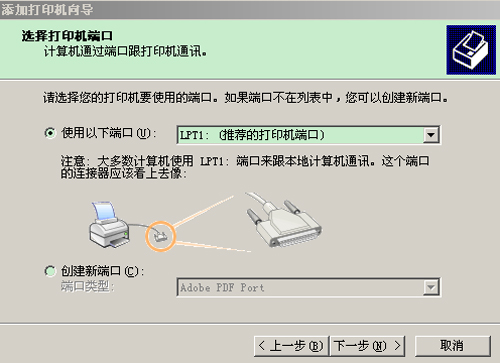 添加打印机向导
选择打印机端口
计算机通过端口跟打印机通讯。
请选择您的打印机要使用的端口。如果端口不在列表中，您可以创建新端口。
使用以下端口(U): LPT1: (推荐的打印机端口)
注意: 大多数计算机使用 LPT1: 端口来跟本地计算机通讯。这个端口
的连接器应该看上去像:
创建新端口(C):
端口类型: Adobe PDF Port
< 上一步(B) 下一步(N) > 取消